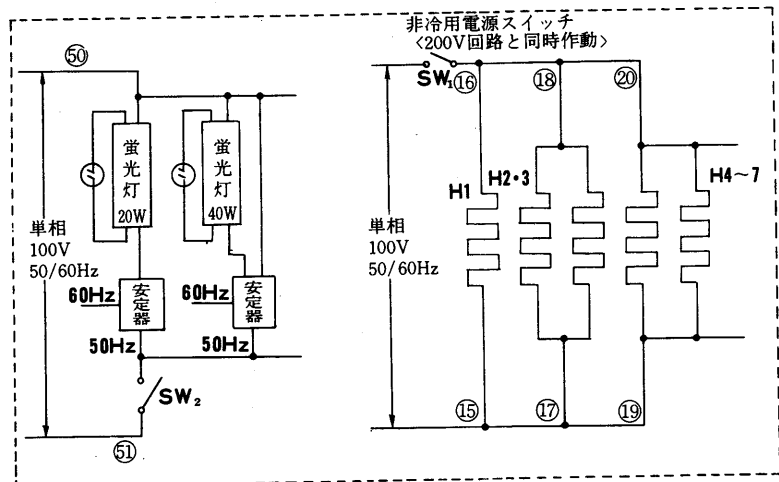 ㊿
蛍光灯
20W
蛍光灯
40W
単相
100V
50/60Hz
60Hz
安定器
50Hz
60Hz
安定器
50Hz
SW₂
51
非冷用電源スイッチ
<200V回路と同時作動>
SW₁
⑯
⑱
⑳
H1
H2・3
H4~7
単相
100V
50/60Hz
⑮
⑰
⑲